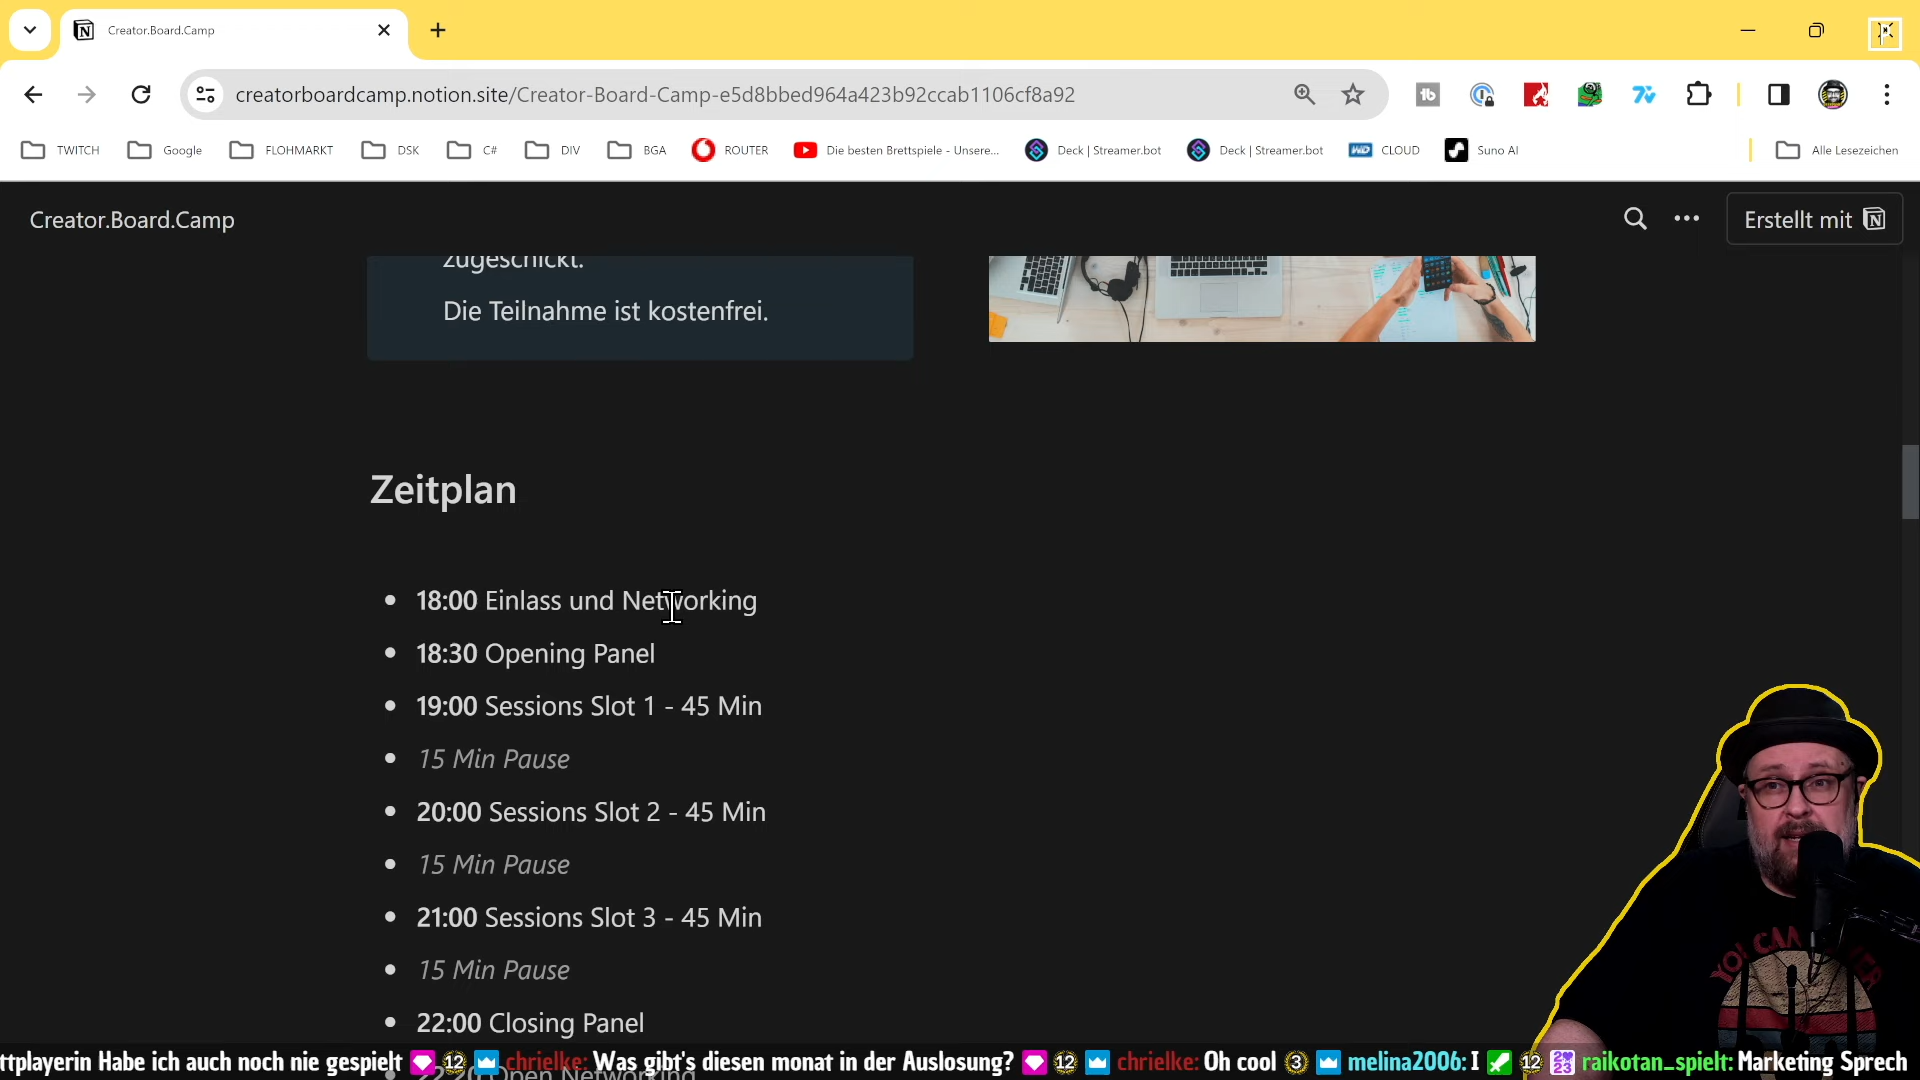 Creator.Board.Camp
creatorboardcamp.notion.site/Creator-Board-Camp-e5d8bbed964a423b92ccab1106cf8a92
TWITCH Google FLOHMARKT DSK C# DIV BGA ROUTER Die besten Brettspiele - Unsere... Deck | Streamer.bot Deck | Streamer.bot CLOUD Suno AI Alle Lesezeichen
Creator.Board.Camp
Erstellt mit
zugeschickt.
Die Teilnahme ist kostenfrei.
Zeitplan
• 18:00 Einlass und Networking
• 18:30 Opening Panel
• 19:00 Sessions Slot 1 - 45 Min
• 15 Min Pause
• 20:00 Sessions Slot 2 - 45 Min
• 15 Min Pause
• 21:00 Sessions Slot 3 - 45 Min
• 15 Min Pause
• 22:00 Closing Panel
ttplayerin Habe ich auch noch nie gespielt 12 chrielke: Was gibt's diesen monat in der Auslosung? 12 chrielke: Oh cool 3 melina2006: I 12 raikotan_spielt: Marketing Sprech
Open Networking